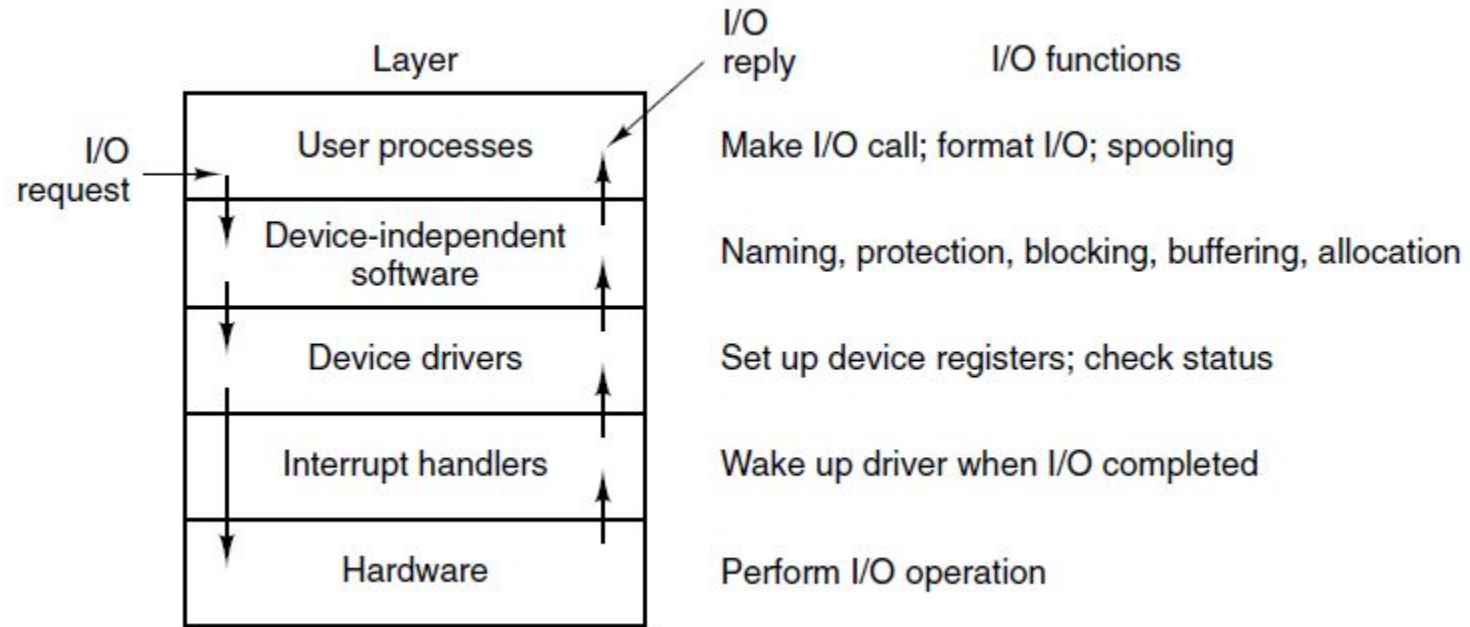 Layer
I/O
reply
I/O functions
I/O
request
User processes
Make I/O call; format I/O; spooling
Device-independent
software
Naming, protection, blocking, buffering, allocation
Device drivers
Set up device registers; check status
Interrupt handlers
Wake up driver when I/O completed
Hardware
Perform I/O operation